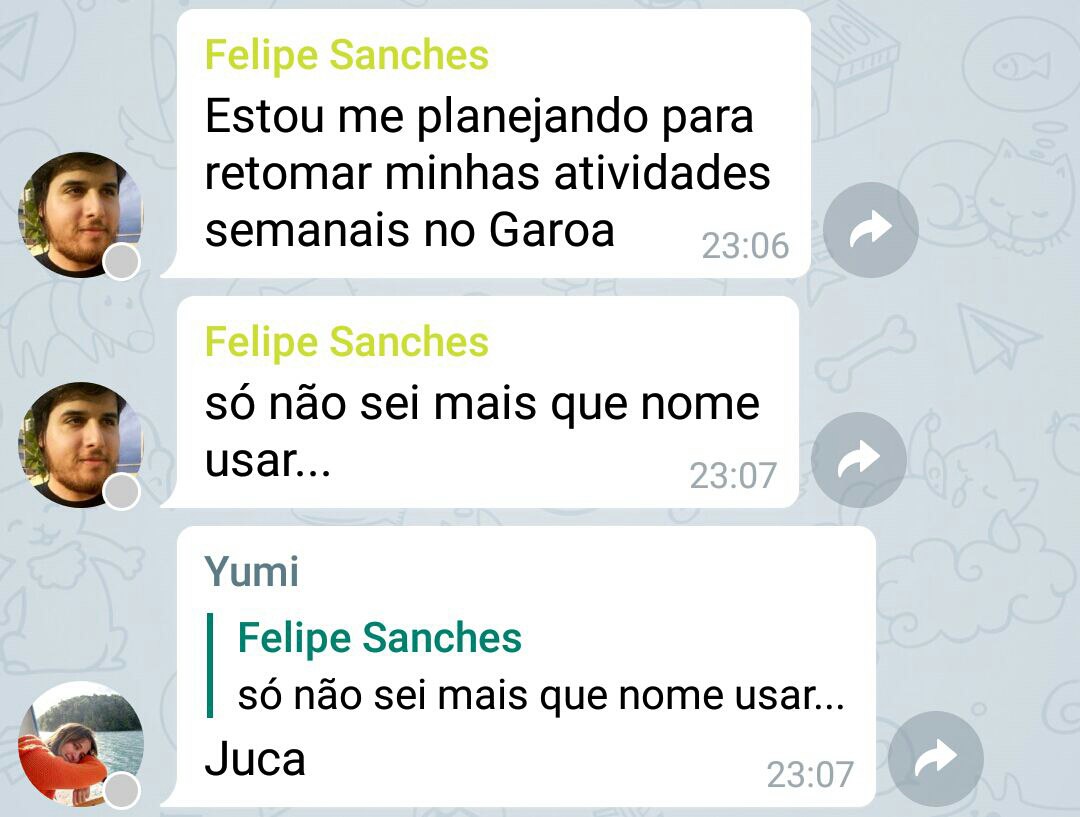 Felipe Sanches
Estou me planejando para
retomar minhas atividades
semanais no Garoa
23:06
Felipe Sanches
só não sei mais que nome
usar...
23:07
Yumi
Felipe Sanches
só não sei mais que nome usar...
Juca
23:07